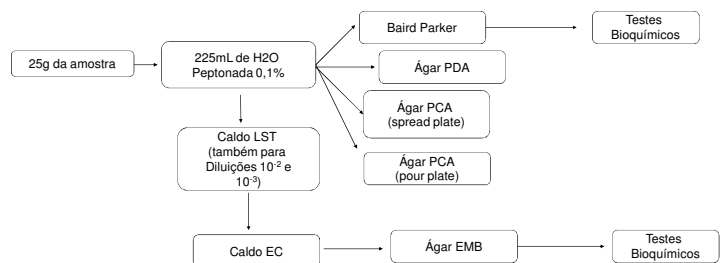 25g da amostra
225mL de H2O
Peptonada 0,1%
Baird Parker
Testes
Bioquímicos
Ágar PDA
Ágar PCA
(spread plate)
Ágar PCA
(pour plate)
Caldo LST
(também para
Diluições 10⁻² e
10⁻³)
Caldo EC
Ágar EMB
Testes
Bioquímicos